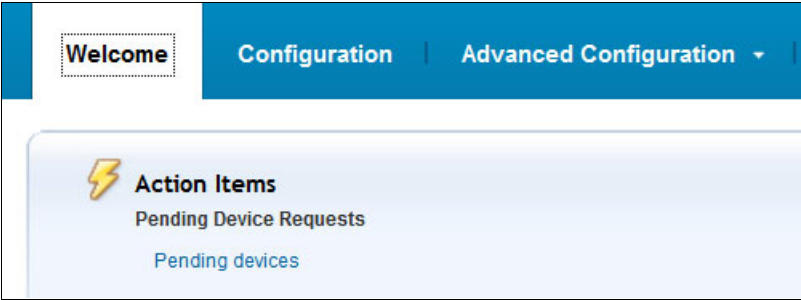 Welcome Configuration Advanced Configuration
Action Items
Pending Device Requests
Pending devices